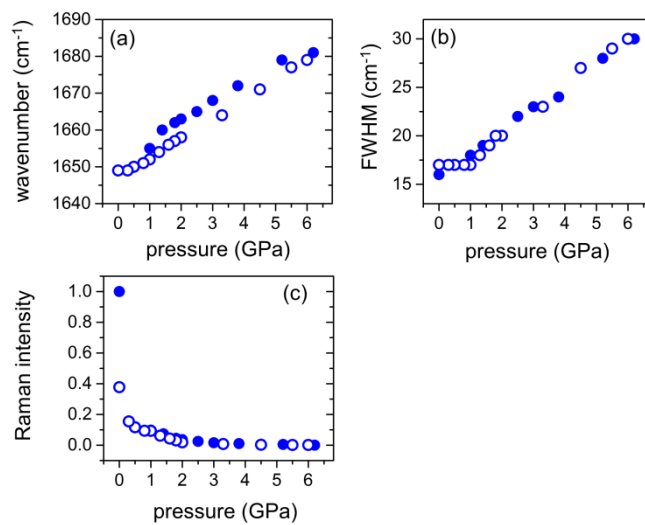 1690
1680
1670
1660
1650
1640
wavenumber (cm-1)
(a)
0 1 2 3 4 5 6
pressure (GPa)
30
25
20
15
FWHM (cm-1)
(b)
0 1 2 3 4 5 6
pressure (GPa)
1.0
0.8
0.6
0.4
0.2
0.0
Raman intensity
(c)
0 1 2 3 4 5 6
pressure (GPa)